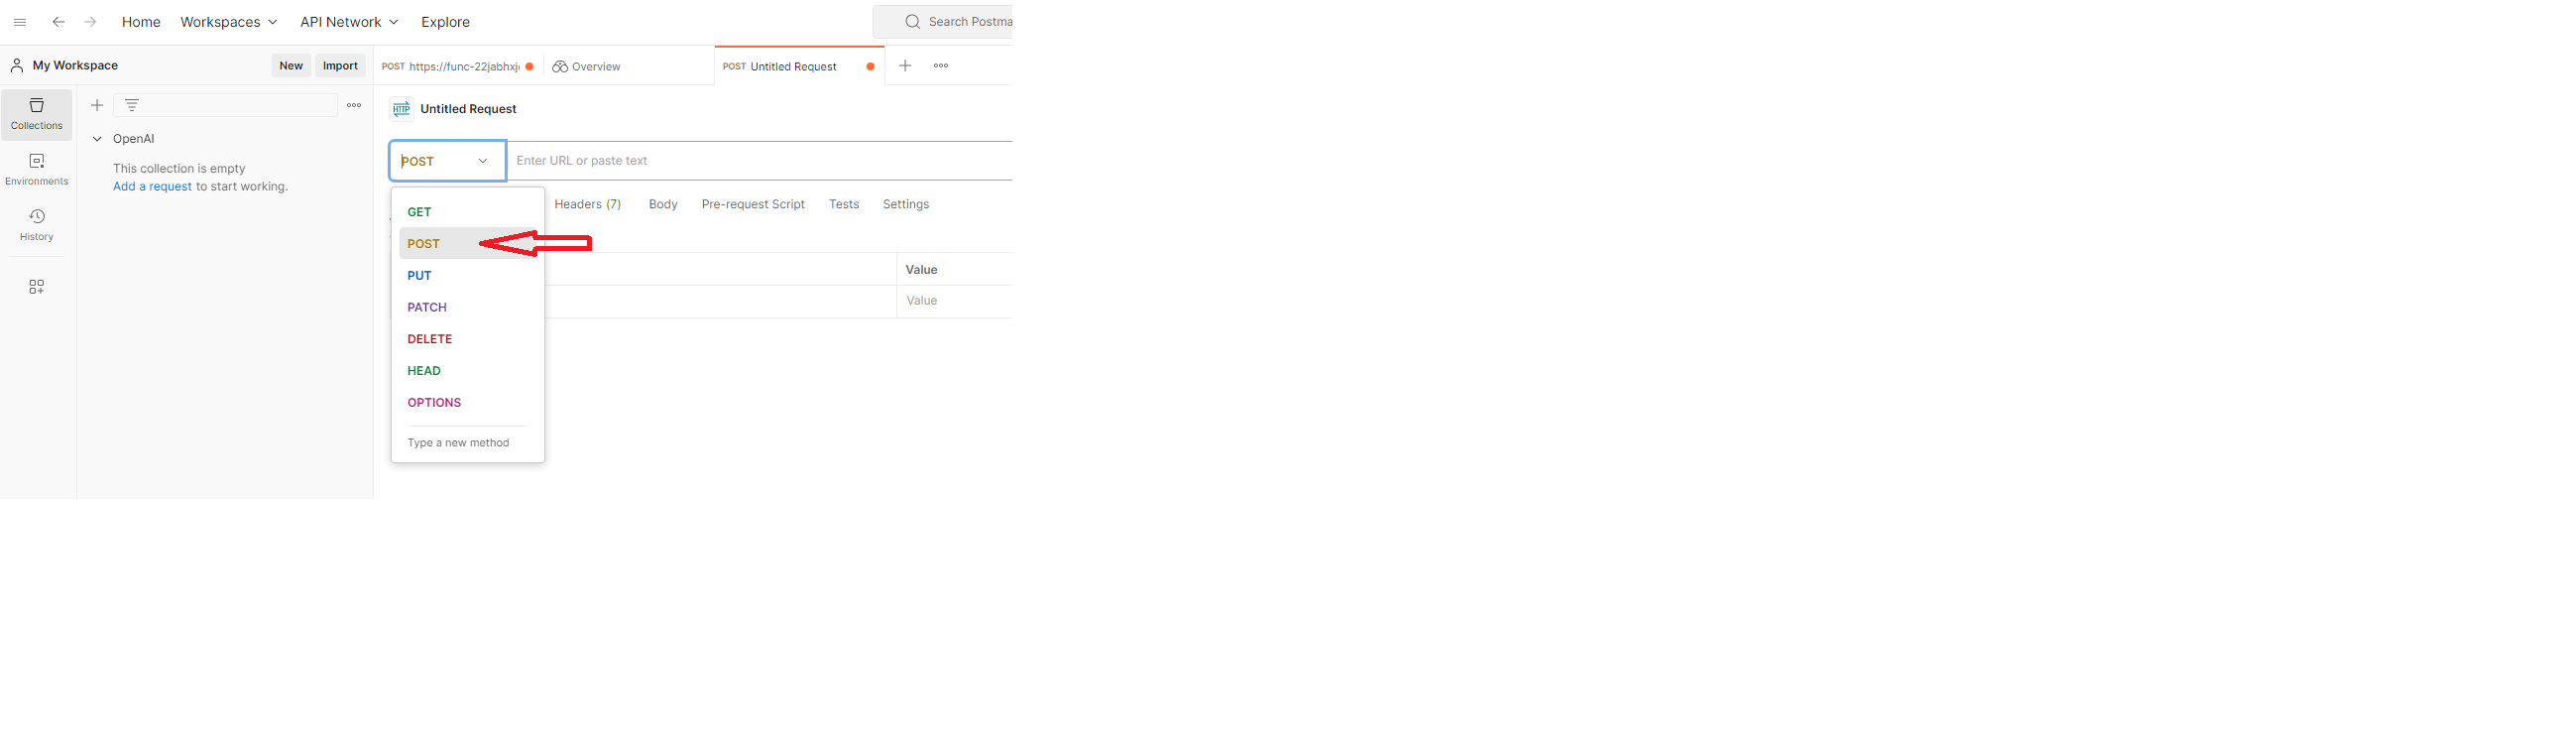 Home Workspaces API Network Explore Search Postma
My Workspace New Import POST https://func-22jabhxj Overview POST Untitled Request
Collections
Environments
History
OpenAI
This collection is empty
Add a request to start working.
HTTP Untitled Request
POST Enter URL or paste text
Headers (7) Body Pre-request Script Tests Settings
GET
POST
PUT
PATCH
DELETE
HEAD
OPTIONS
Type a new method
Value
Value